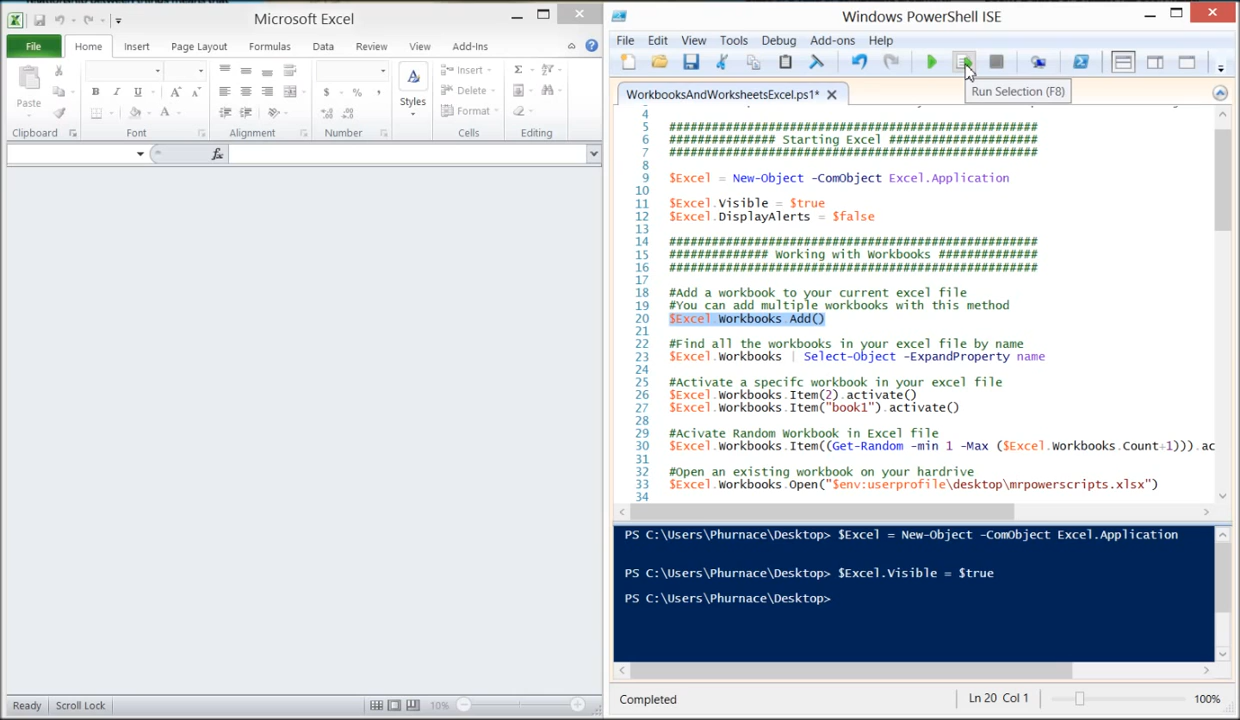 Microsoft Excel
File Home Insert Page Layout Formulas Data Review View Add-Ins
Paste
Styles
Insert
Delete
Format
Clipboard Font Alignment Number Cells Editing
fx
Ready Scroll Lock 10%
Windows PowerShell ISE
File Edit View Tools Debug Add-ons Help
Run Selection (F8)
WorkbooksAndWorksheetsExcel.ps1*
4
5 ####################################################
6 ############### Starting Excel #####################
7 ####################################################
8
9 $Excel = New-Object -ComObject Excel.Application
10
11 $Excel.Visible = $true
12 $Excel.DisplayAlerts = $false
13
14 ####################################################
15 ############## Working with Workbooks ##############
16 ####################################################
17
18 #Add a workbook to your current excel file
19 #You can add multiple workbooks with this method
20 $Excel.Workbooks.Add()
21
22 #Find all the workbooks in your excel file by name
23 $Excel.Workbooks | Select-Object -ExpandProperty name
24
25 #Activate a specifc workbook in your excel file
26 $Excel.Workbooks.Item(2).activate()
27 $Excel.Workbooks.Item("book1").activate()
28
29 #Acivate Random Workbook in Excel file
30 $Excel.Workbooks.Item((Get-Random -min 1 -Max ($Excel.Workbooks.Count+1))).ac
31
32 #Open an existing workbook on your hardrive
33 $Excel.Workbooks.Open("$env:userprofile\desktop\mrpowerscripts.xlsx")
34
PS C:\Users\Phurnace\Desktop> $Excel = New-Object -ComObject Excel.Application
PS C:\Users\Phurnace\Desktop> $Excel.Visible = $true
PS C:\Users\Phurnace\Desktop>
Completed Ln 20 Col 1 100%